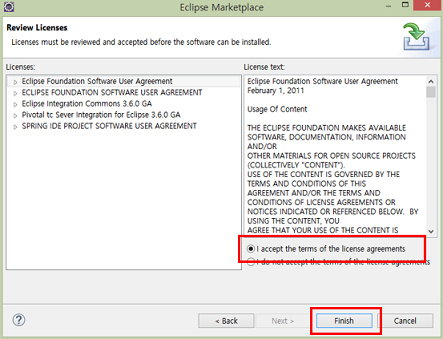 Eclipse Marketplace
Review Licenses
Licenses must be reviewed and accepted before the software can be installed.
Licenses:
Eclipse Foundation Software User Agreement
ECLIPSE FOUNDATION SOFTWARE USER AGREEMENT
Eclipse Integration Commons 3.6.0 GA
Pivotal tc Sever Integration for Eclipse 3.6.0 GA
SPRING IDE PROJECT SOFTWARE USER AGREEMENT
License text:
Eclipse Foundation Software User Agreement
February 1, 2011
Usage Of Content
THE ECLIPSE FOUNDATION MAKES AVAILABLE
SOFTWARE, DOCUMENTATION, INFORMATION
AND/OR
OTHER MATERIALS FOR OPEN SOURCE PROJECTS
(COLLECTIVELY "CONTENT").
USE OF THE CONTENT IS GOVERNED BY THE
TERMS AND CONDITIONS OF THIS
AGREEMENT AND/OR THE TERMS AND
CONDITIONS OF LICENSE AGREEMENTS OR
NOTICES INDICATED OR REFERENCED BELOW. BY
USING THE CONTENT, YOU
AGREE THAT YOUR USE OF THE CONTENT IS
I accept the terms of the license agreements
I do not accept the terms of the license agreements
?
< Back
Next >
Finish
Cancel